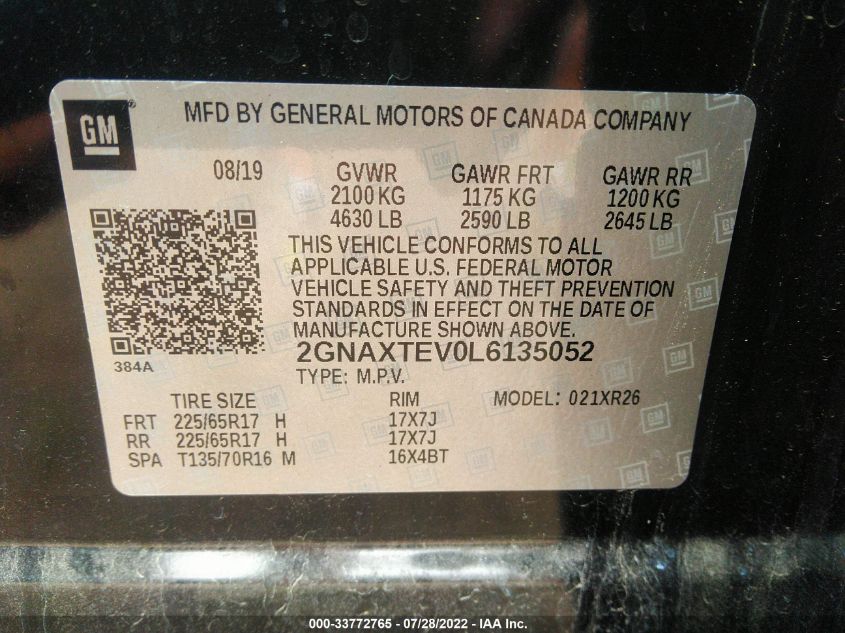 GM
MFD BY GENERAL MOTORS OF CANADA COMPANY
08/19 GVWR GAWR FRT GAWR RR
2100 KG 1175 KG 1200 KG
4630 LB 2590 LB 2645 LB
THIS VEHICLE CONFORMS TO ALL
APPLICABLE U.S. FEDERAL MOTOR
VEHICLE SAFETY AND THEFT PREVENTION
STANDARDS IN EFFECT ON THE DATE OF
MANUFACTURE SHOWN ABOVE.
2GNAXTEV0L6135052
384A
TYPE: M.P.V.
TIRE SIZE RIM MODEL: 021XR26
FRT 225/65R17 H 17X7J
RR 225/65R17 H 17X7J
SPA T135/70R16 M 16X4BT
000-33772765 - 07/28/2022 - IAA Inc.